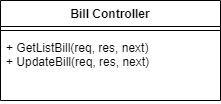 Bill Controller
+ GetListBill(req, res, next)
+ UpdateBill(req, res, next)